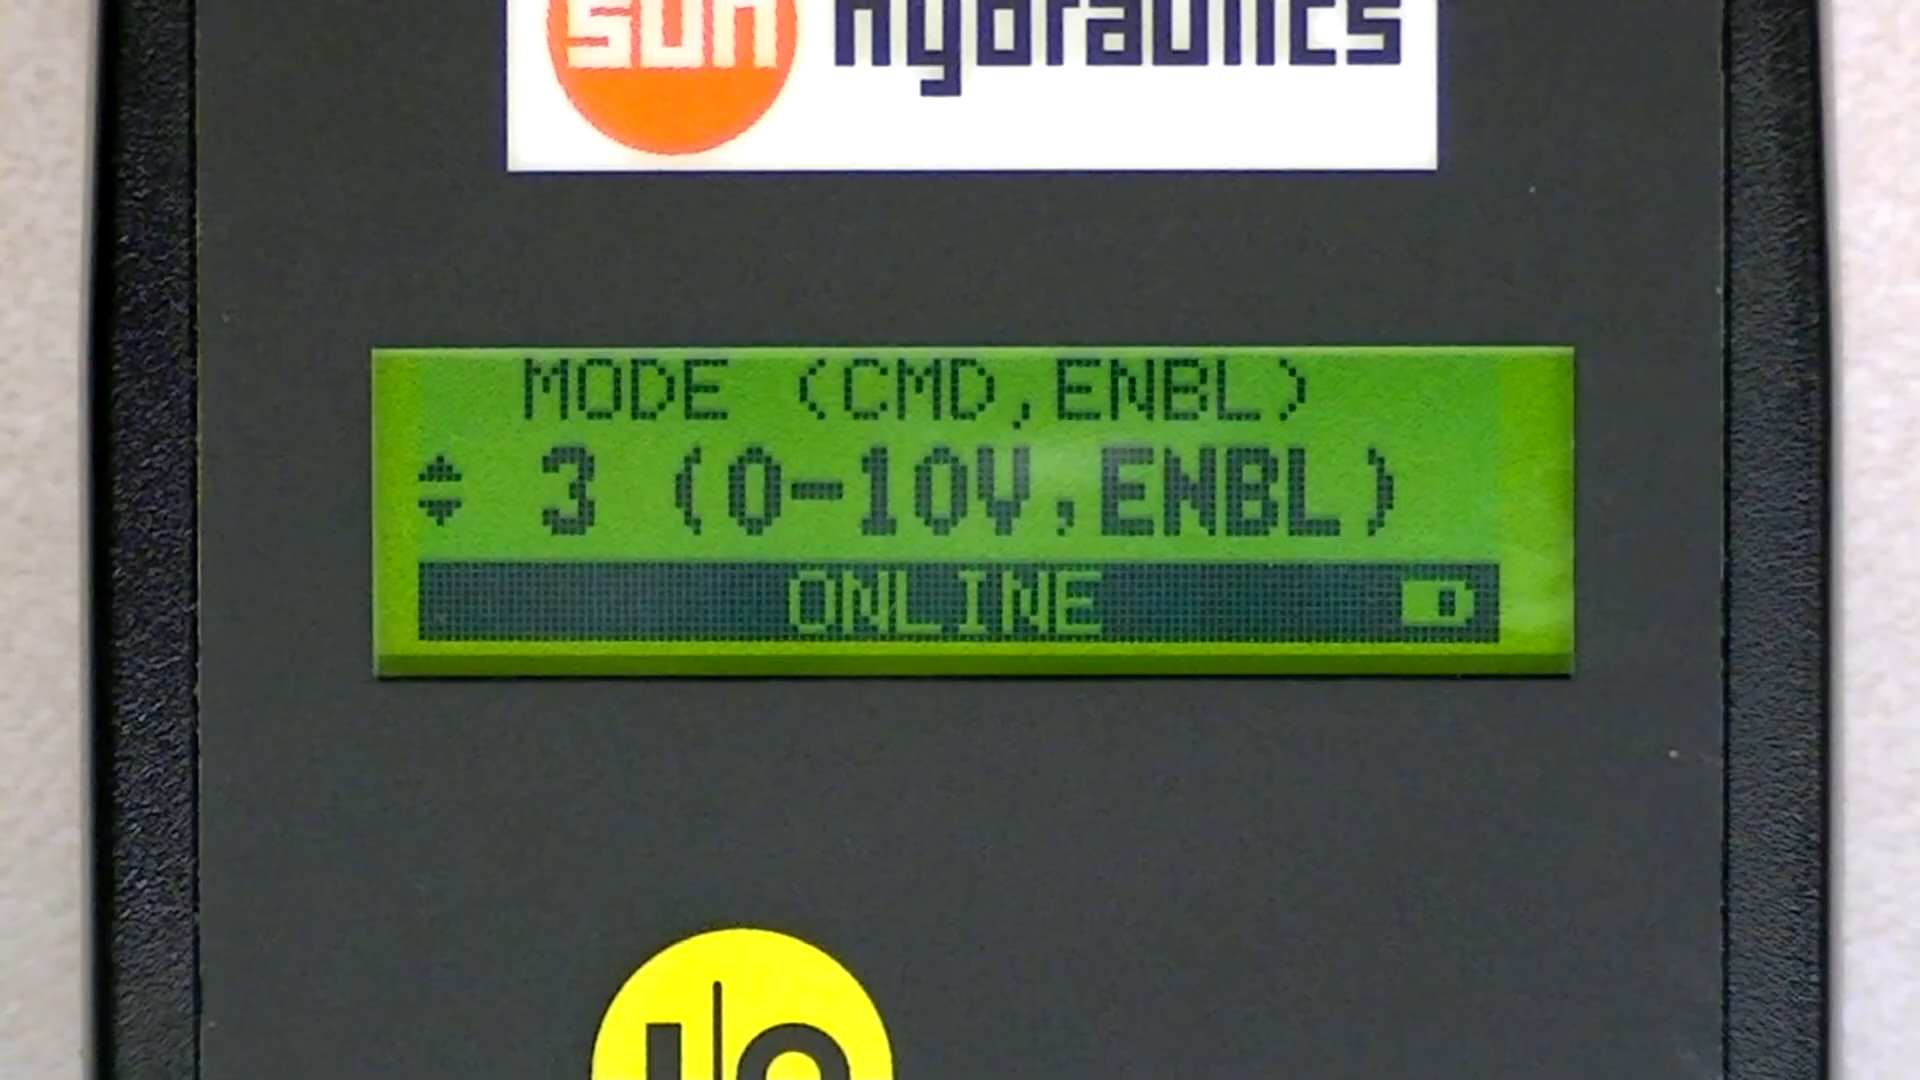 sun hydraulics
MODE (CMD,ENBL)
3 (0-10V,ENBL)
ONLINE